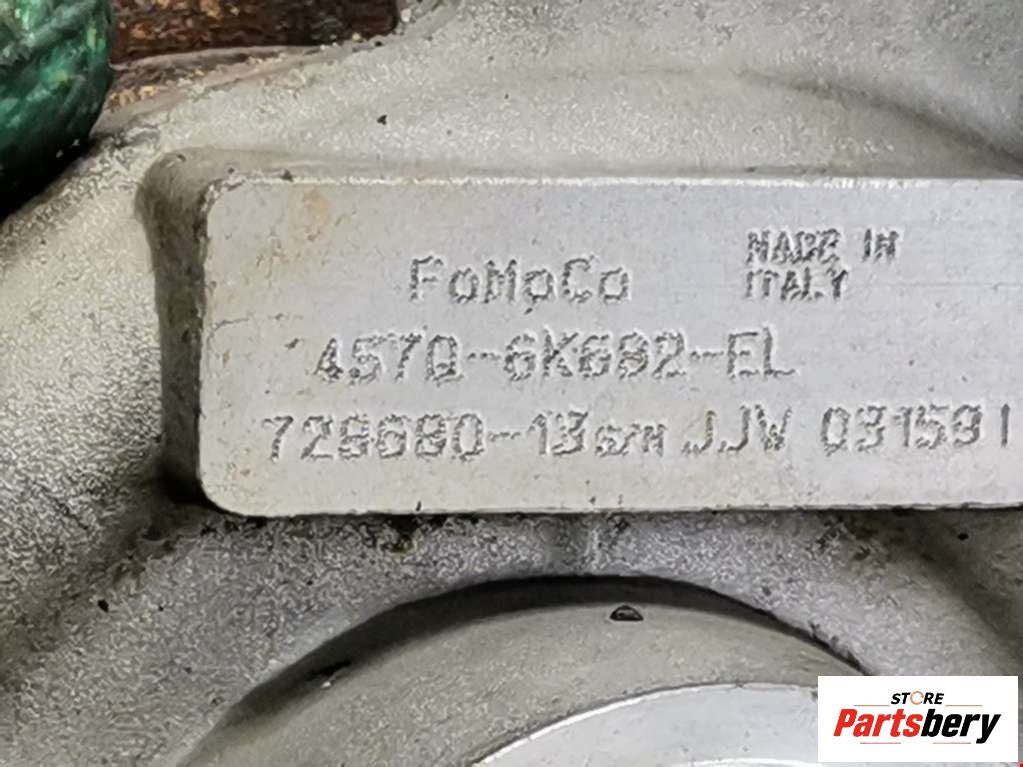 FoMoCo
MADE IN
ITALY
4S7Q-6K682-EL
728680-13 JJW 031591
STORE
Partsbery